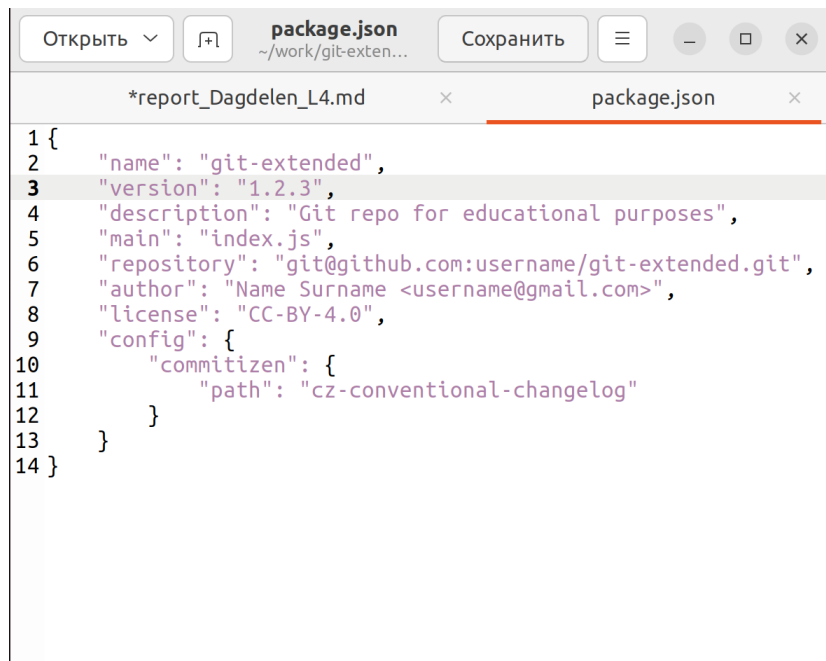 Открыть
package.json
~/work/git-exten...
Сохранить
*report_Dagdelen_L4.md
package.json
1 {
2     "name": "git-extended",
3     "version": "1.2.3",
4     "description": "Git repo for educational purposes",
5     "main": "index.js",
6     "repository": "git@github.com:username/git-extended.git",
7     "author": "Name Surname <username@gmail.com>",
8     "license": "CC-BY-4.0",
9     "config": {
10         "commitizen": {
11             "path": "cz-conventional-changelog"
12         }
13     }
14 }